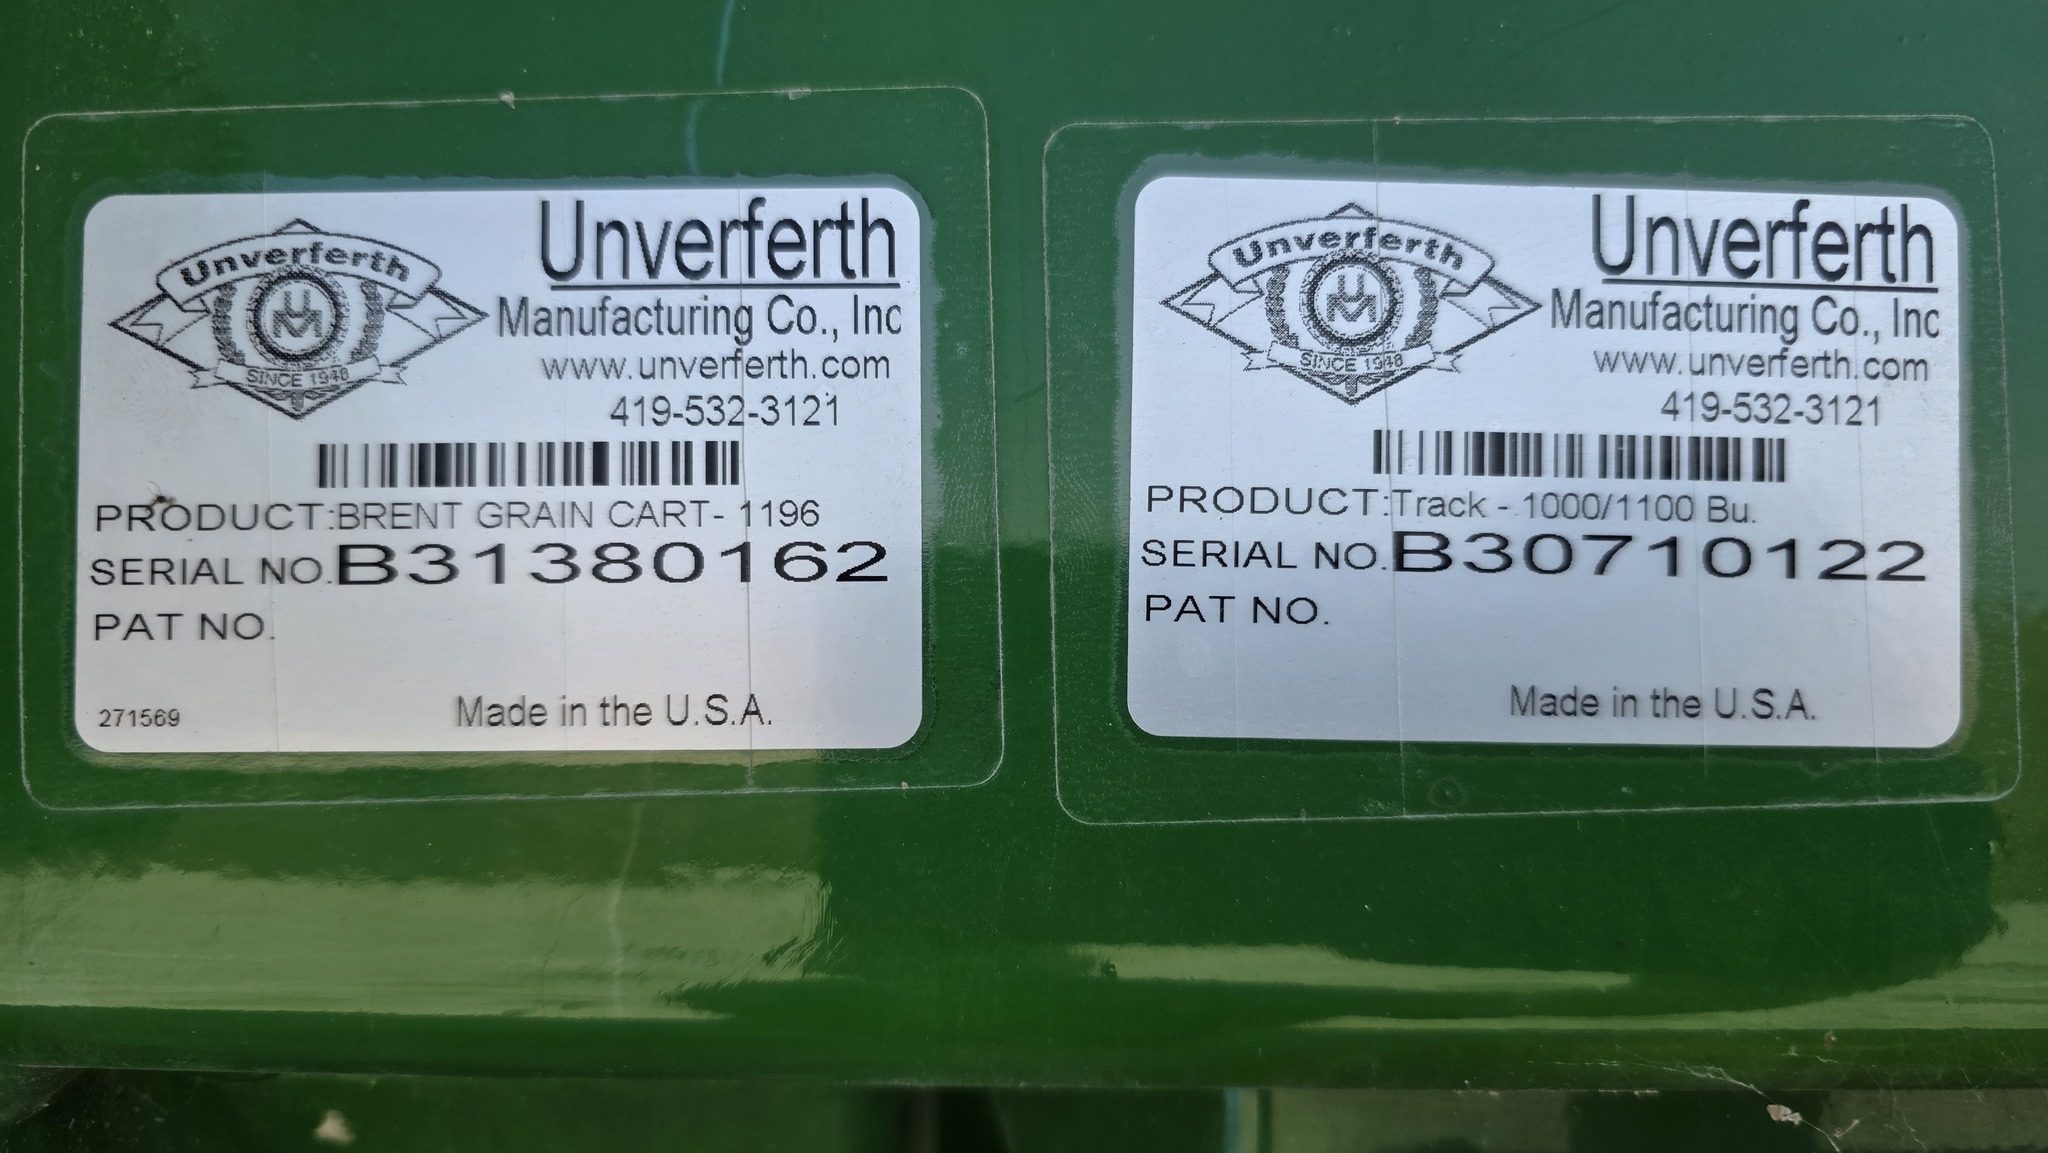 Unverferth
UM
SINCE 1948
Unverferth
Manufacturing Co., Inc
www.unverferth.com
419-532-3121
PRODUCT:BRENT GRAIN CART- 1196
SERIAL NO.B31380162
PAT NO.
271569
Made in the U.S.A.
Unverferth
UM
SINCE 1948
Unverferth
Manufacturing Co., Inc
www.unverferth.com
419-532-3121
PRODUCT:Track - 1000/1100 Bu.
SERIAL NO.B30710122
PAT NO.
Made in the U.S.A.